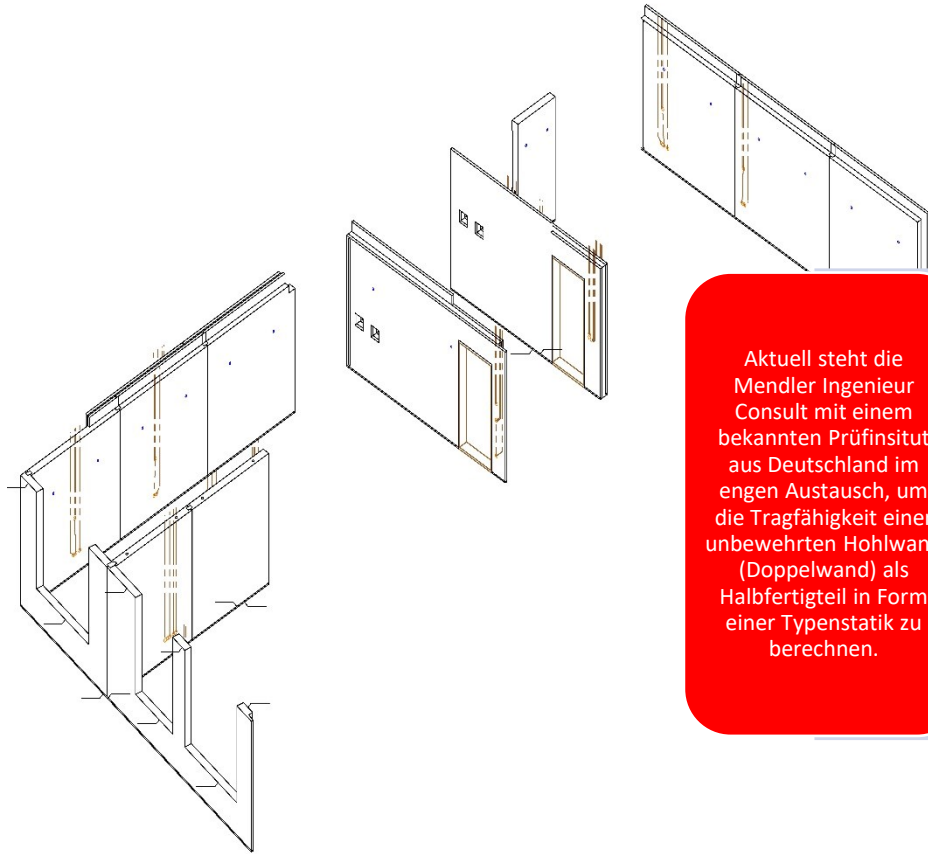 Aktuell steht die
Mendler Ingenieur
Consult mit einem
bekannten Prüfinsitut
aus Deutschland im
engen Austausch, um
die Tragfähigkeit einer
unbewehrten Hohlwand
(Doppelwand) als
Halbfertigteil in Form
einer Typenstatik zu
berechnen.